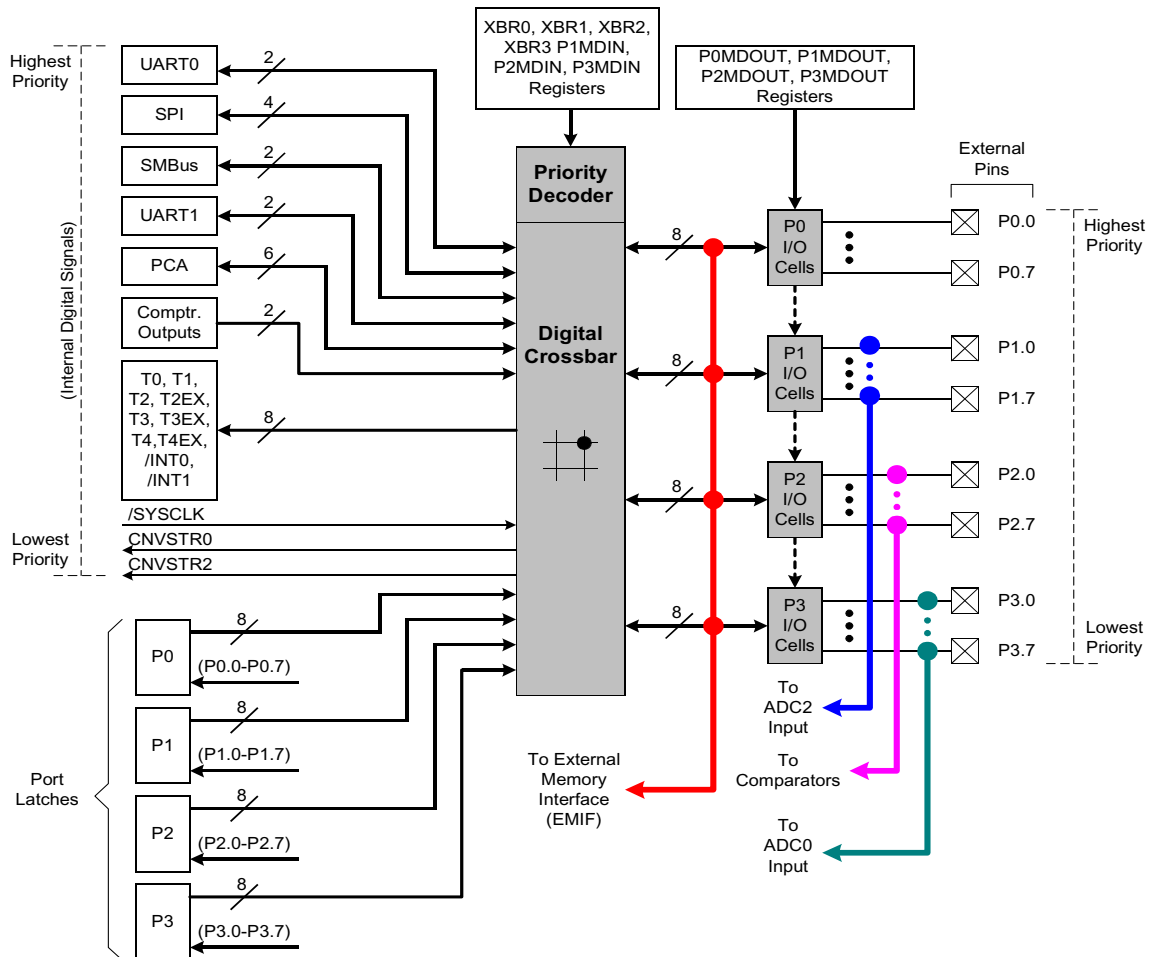 XBR0, XBR1, XBR2,
XBR3 P1MDIN,
P2MDIN, P3MDIN
Registers
P0MDOUT, P1MDOUT,
P2MDOUT, P3MDOUT
Registers
Highest
Priority
(Internal Digital Signals)
Lowest
Priority
UART0
2
SPI
4
SMBus
2
UART1
2
PCA
6
Comptr.
Outputs
2
T0, T1,
T2, T2EX,
T3, T3EX,
T4,T4EX,
/INT0,
/INT1
8
/SYSCLK
CNVSTR0
CNVSTR2
Port
Latches
P0
8
(P0.0-P0.7)
P1
8
(P1.0-P1.7)
P2
8
(P2.0-P2.7)
P3
8
(P3.0-P3.7)
Priority
Decoder
Digital
Crossbar
8
8
8
8
P0
I/O
Cells
P1
I/O
Cells
P2
I/O
Cells
P3
I/O
Cells
External
Pins
P0.0
P0.7
P1.0
P1.7
P2.0
P2.7
P3.0
P3.7
Highest
Priority
Lowest
Priority
To External
Memory
Interface
(EMIF)
To
ADC2
Input
To
Comparators
To
ADC0
Input